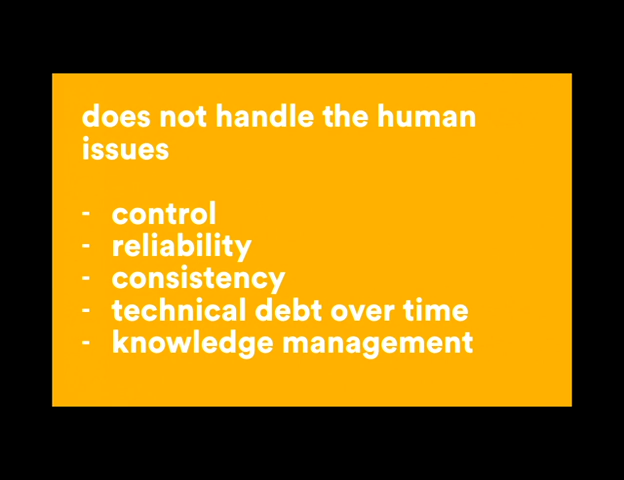 does not handle the human
issues
- control
- reliability
- consistency
- technical debt over time
- knowledge management